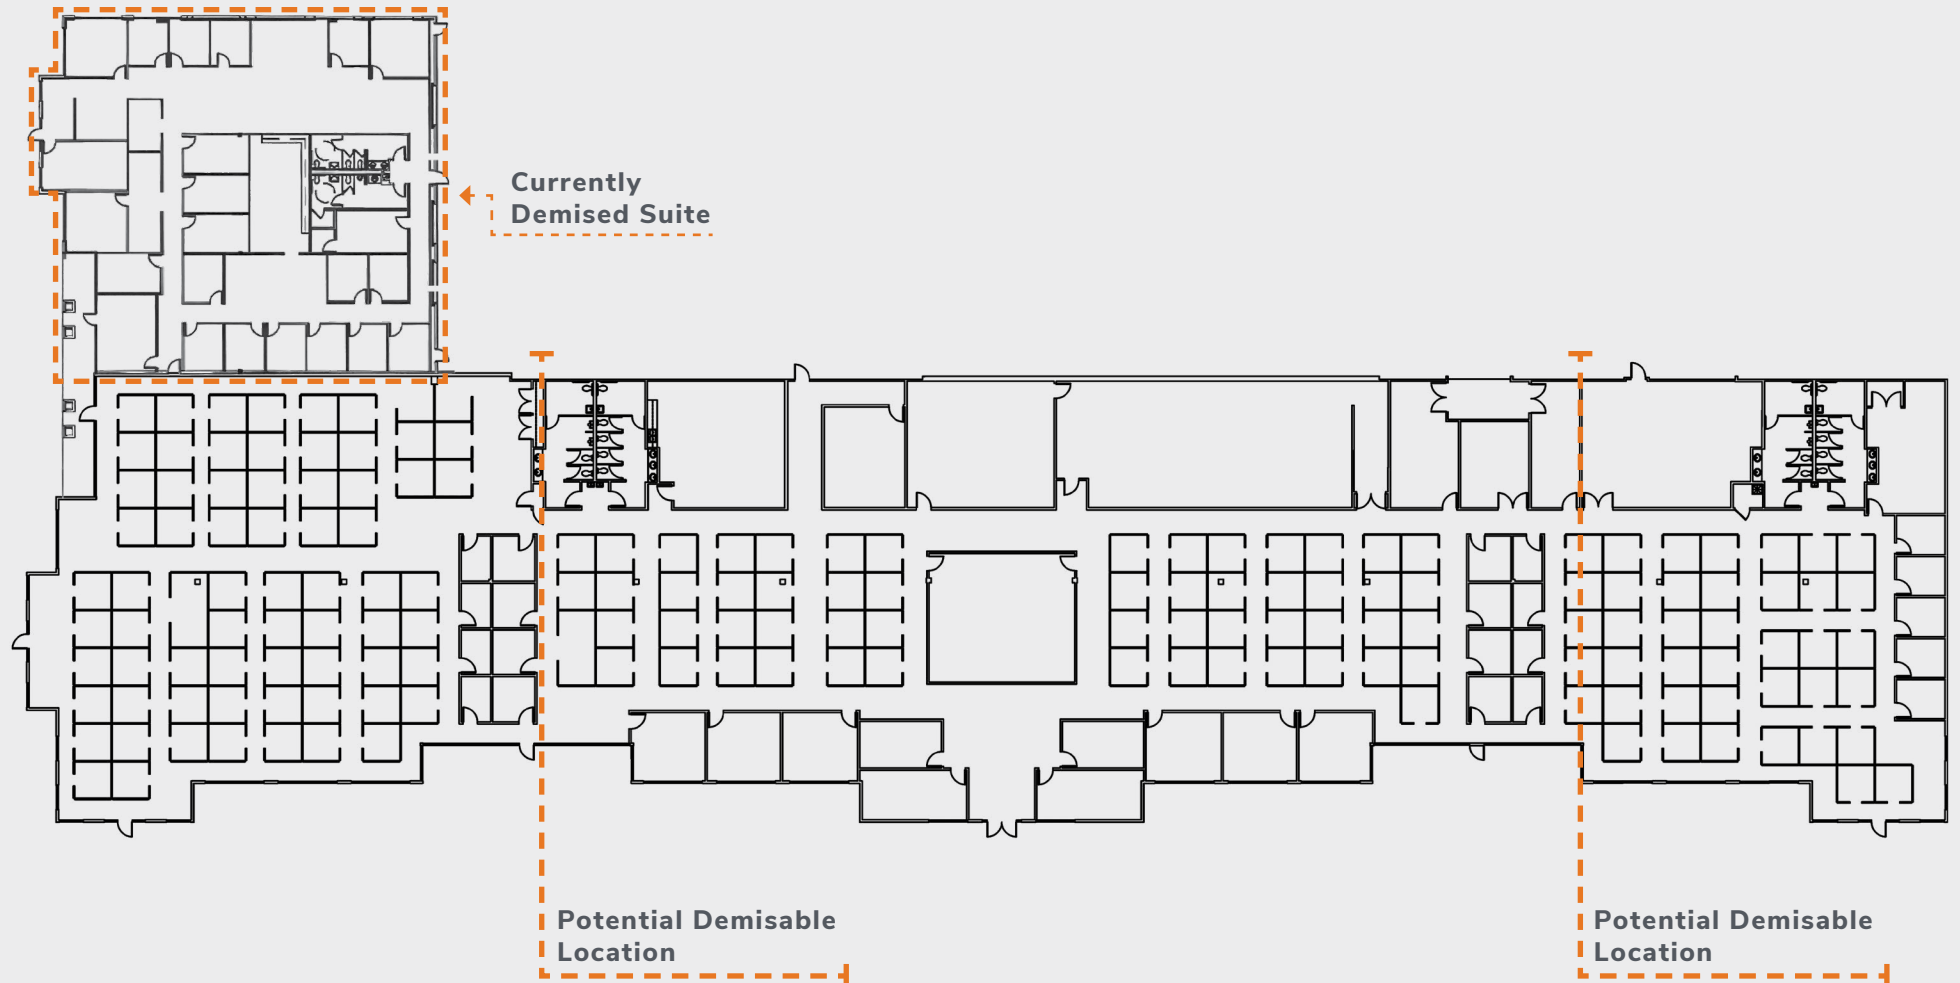 Currently
Demised Suite
Potential Demisable
Location
Potential Demisable
Location